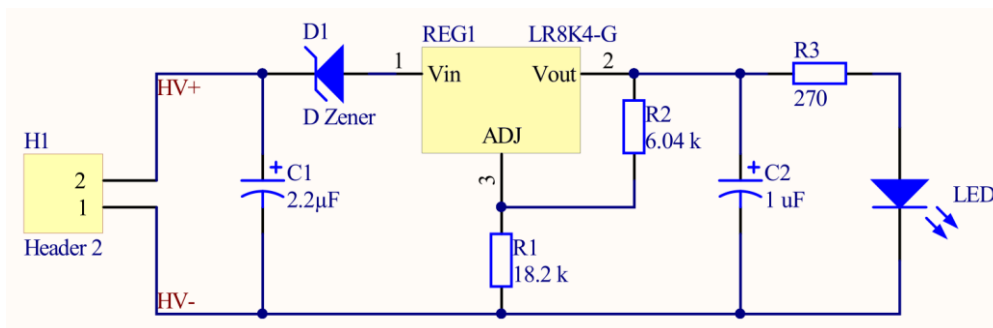 D1
REG1 LR8K4-G
R3
1
Vin
Vout
2
HV+
D Zener
270
R2
6.04 k
ADJ
H1
2
1
Header 2
+
C1
2.2µF
3
+
C2
1 uF
LED
R1
18.2 k
HV-